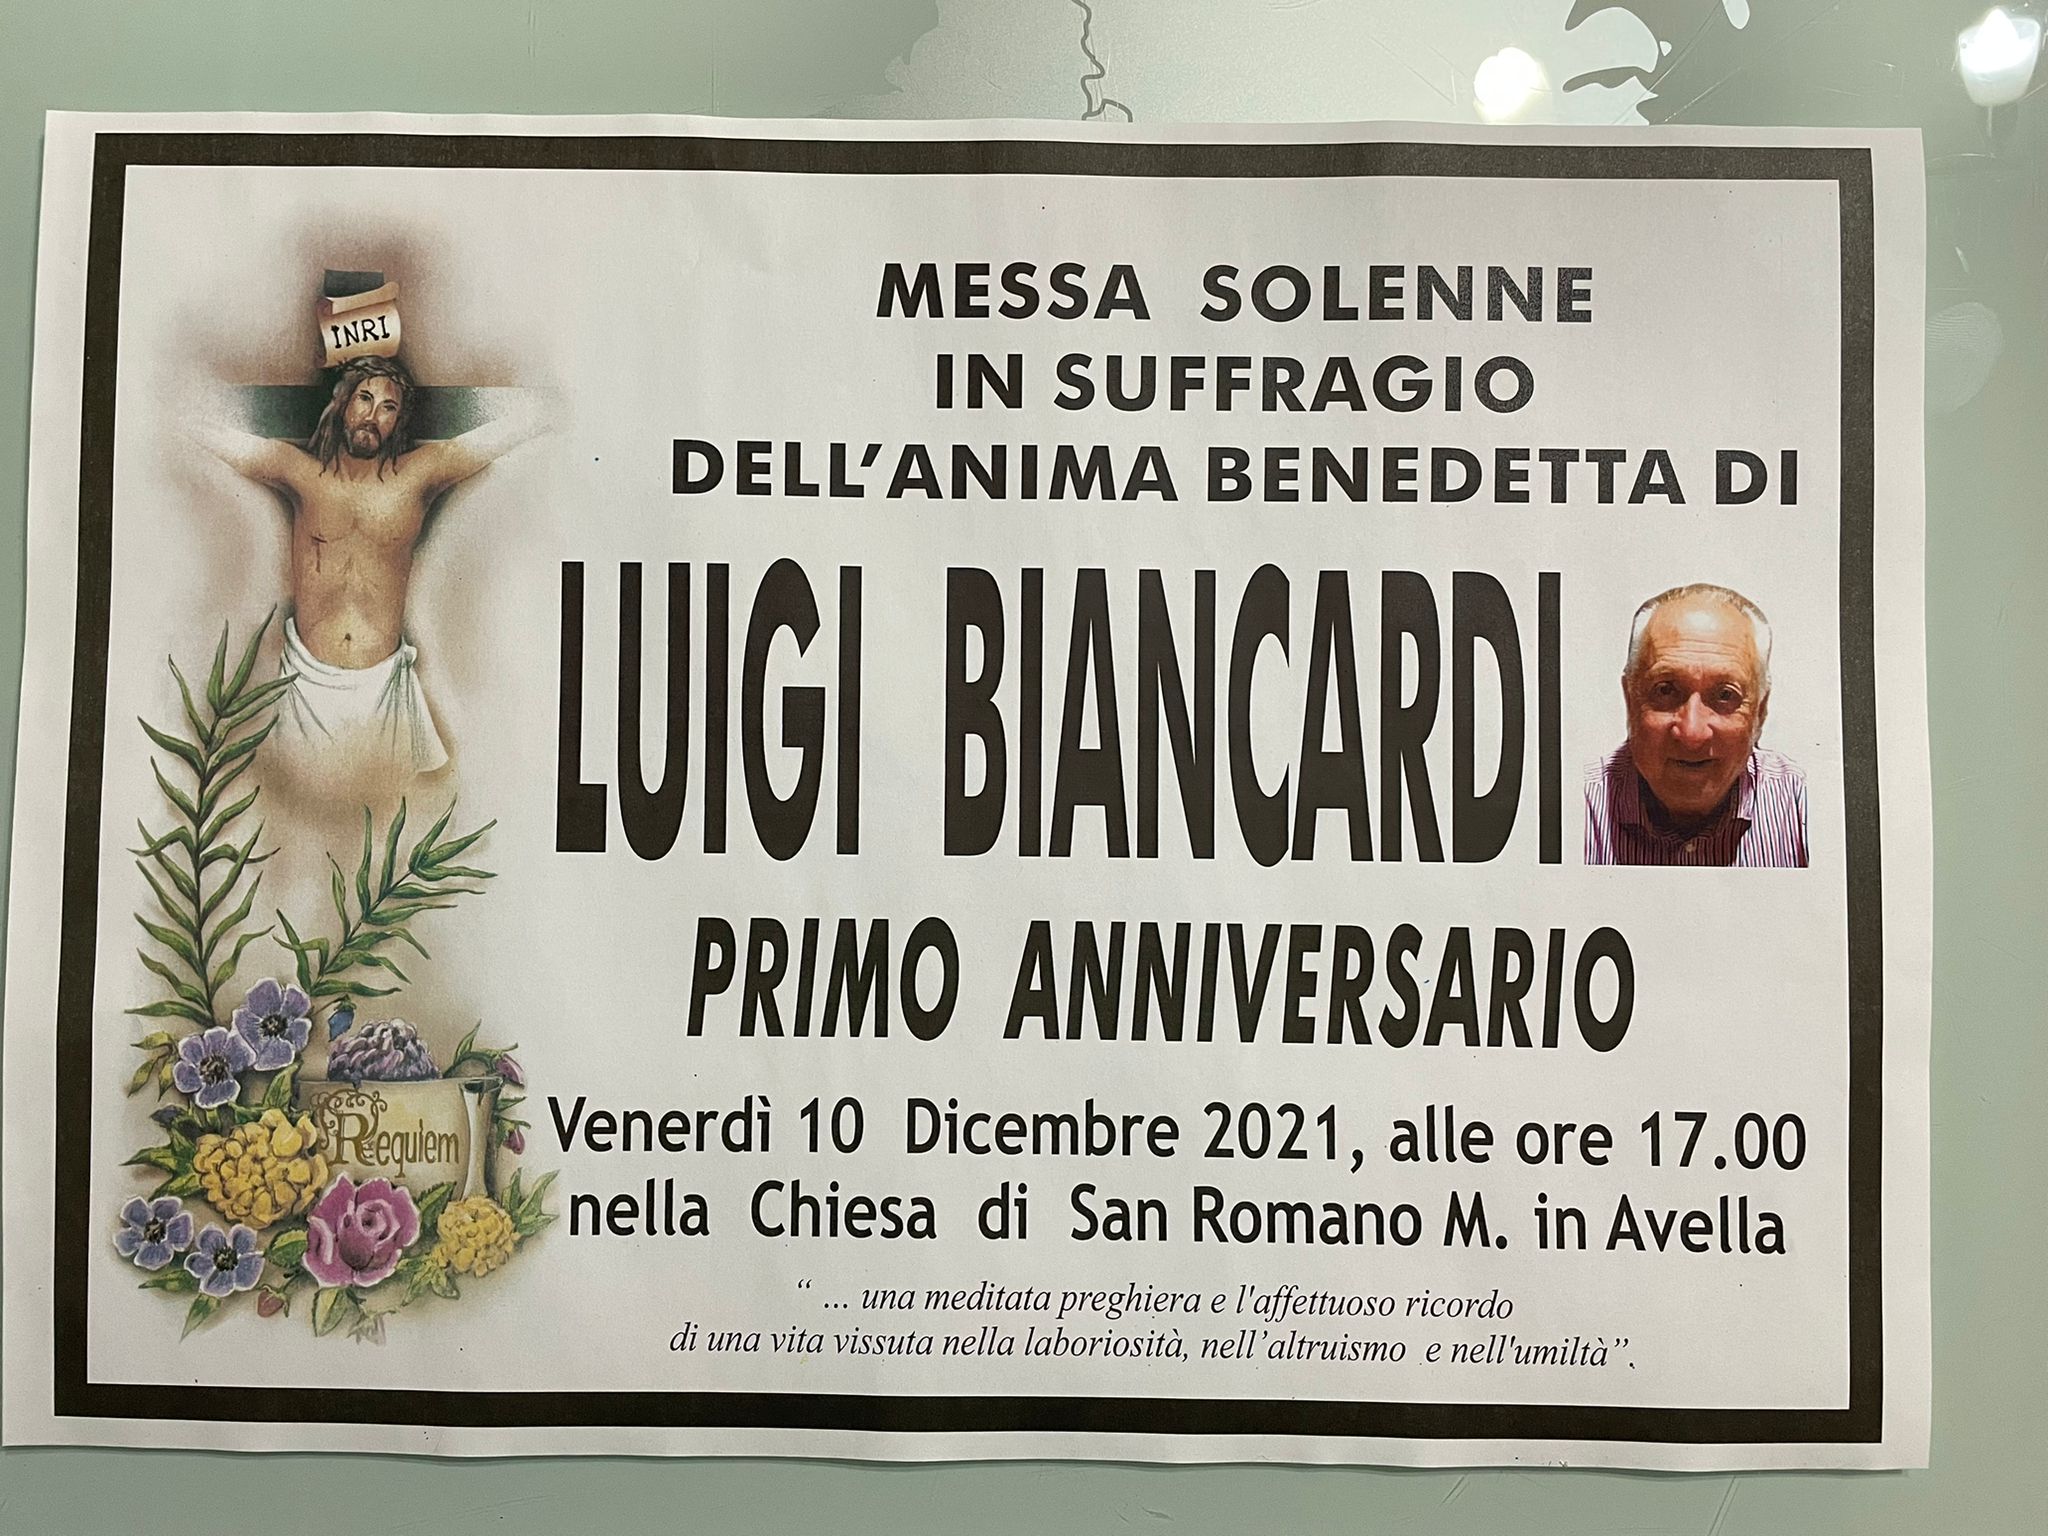 INRI
MESSA SOLENNE
IN SUFFRAGIO
DELL’ANIMA BENEDETTA DI
LUIGI BIANCARDI
PRIMO ANNIVERSARIO
Requiem
Venerdì 10 Dicembre 2021, alle ore 17.00
nella Chiesa di San Romano M. in Avella
“ ... una meditata preghiera e l'affettuoso ricordo
di una vita vissuta nella laboriosità, nell’altruismo e nell'umiltà”.